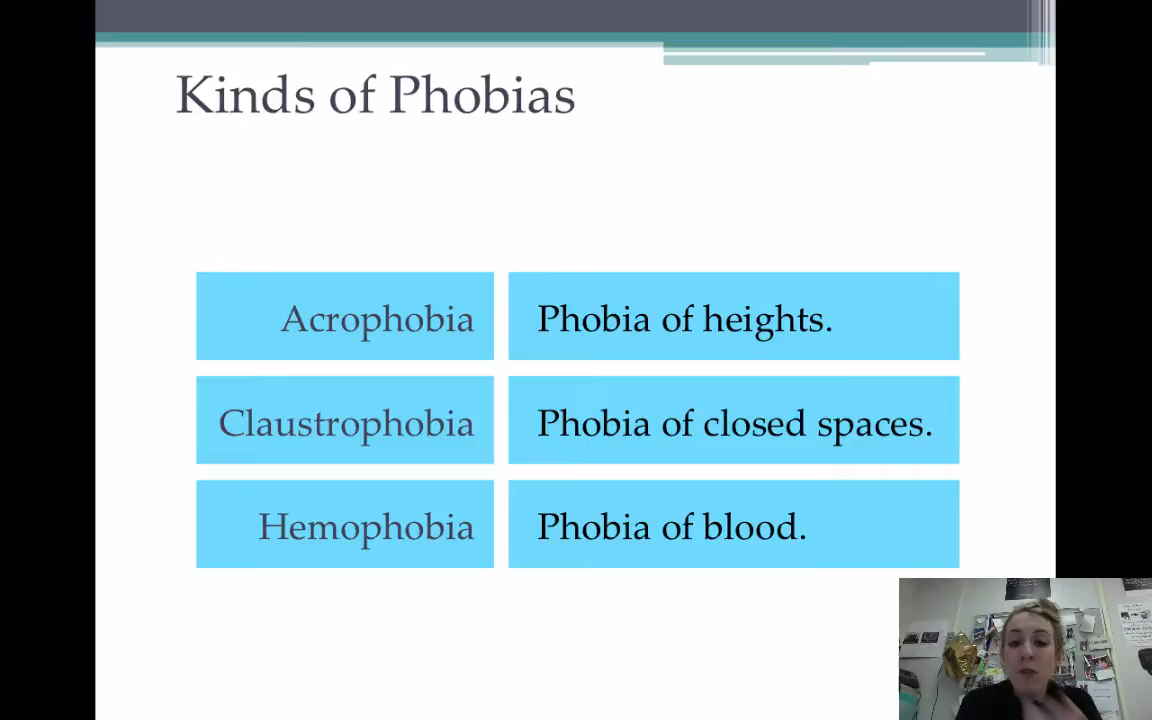 Kinds of Phobias
Acrophobia Phobia of heights.
Claustrophobia Phobia of closed spaces.
Hemophobia Phobia of blood.